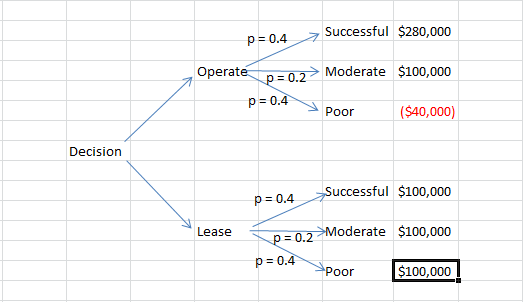 p = 0.4 Successful $280,000
Operate p = 0.2 Moderate $100,000
p = 0.4 Poor ($40,000)
Decision
p = 0.4 Successful $100,000
Lease p = 0.2 Moderate $100,000
p = 0.4 Poor $100,000